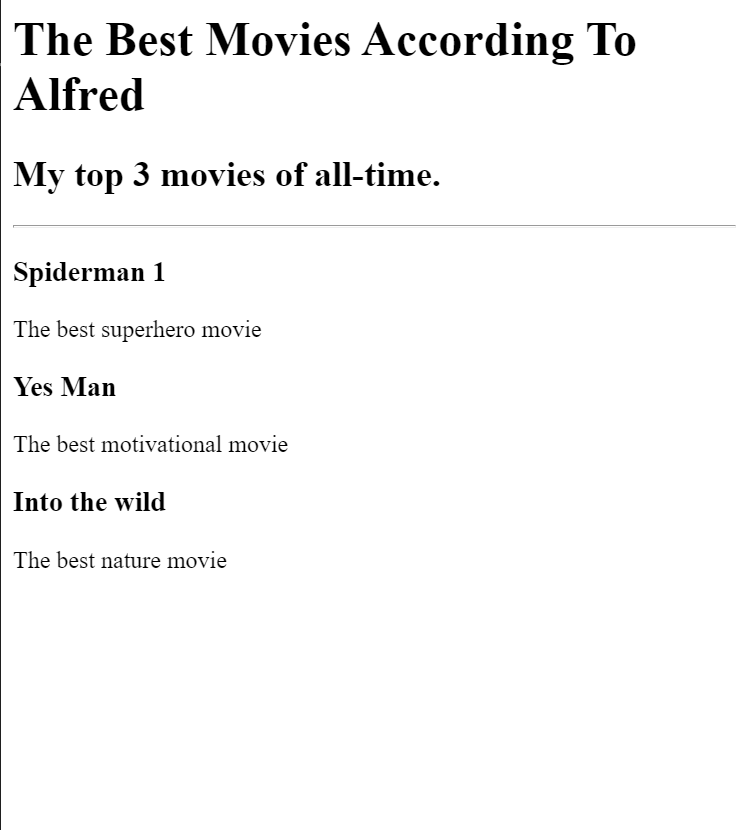 The Best Movies According To
Alfred
My top 3 movies of all-time.
Spiderman 1
The best superhero movie
Yes Man
The best motivational movie
Into the wild
The best nature movie